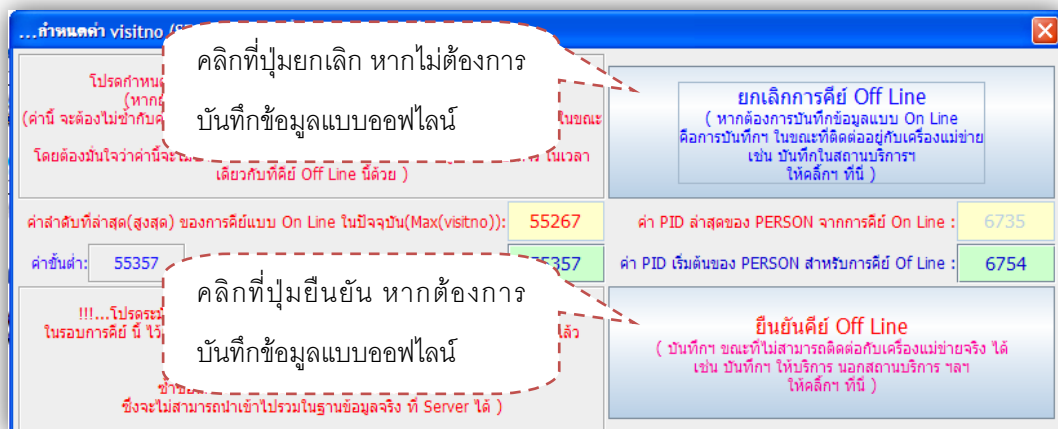 ...กำหนดค่า visitno
คลิกที่ปุ่มยกเลิก หากไม่ต้องการ
บันทึกข้อมูลแบบออฟไลน์
โปรดกำหนด
(หาก
(ค่านี้ จะต้องไม่ซ้ำกับ
ในขณะ
โดยต้องมั่นใจว่าค่านี้จะ
ในเวลา
เดียวกับที่คีย์ Off Line นี้ด้วย )
ยกเลิกการคีย์ Off Line
( หากต้องการบันทึกข้อมูลแบบ On Line
คือการบันทึกฯ ในขณะที่ติดต่ออยู่กับเครื่องแม่ข่าย
เช่น บันทึกในสถานบริการฯ
ให้คลิ๊กฯ ที่นี่ )
ค่าลำดับที่ล่าสุด(สูงสุด) ของการคีย์แบบ On Line ในปัจจุบัน(Max(visitno)): 55267
ค่า PID ล่าสุดของ PERSON จากการคีย์ On Line : 6735
ค่าขั้นต่ำ: 55357
55357
ค่า PID เริ่มต้นของ PERSON สำหรับการคีย์ Of Line : 6754
คลิกที่ปุ่มยืนยัน หากต้องการ
บันทึกข้อมูลแบบออฟไลน์
!!!...โปรดระ
ในรอบการคีย์ นี้ ไว้
ซึ่งจะไม่สามารถนำเข้าไปรวมในฐานข้อมูลจริง ที่ Server ได้ )
ยืนยันคีย์ Off Line
( บันทึกฯ ขณะที่ไม่สามารถติดต่อกับเครื่องแม่ข่ายจริง ได้
เช่น บันทึกฯ ให้บริการ นอกสถานบริการ ฯลฯ
ให้คลิ๊กฯ ที่นี่ )